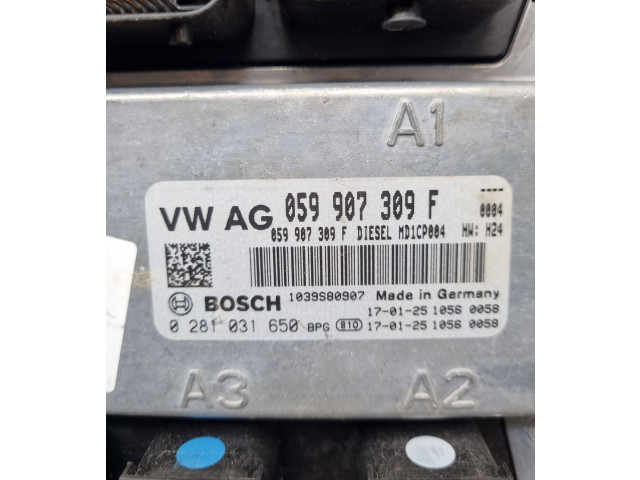 A1
VW AG 059 907 309 F ----
0004
059 907 309 F DIESEL MD1CP004 HW: H24
BOSCH 1039S80907 Made in Germany
17-01-25 1056 0058
0 281 031 650 BPG 810 17-01-25 1056 0058
A3 A2